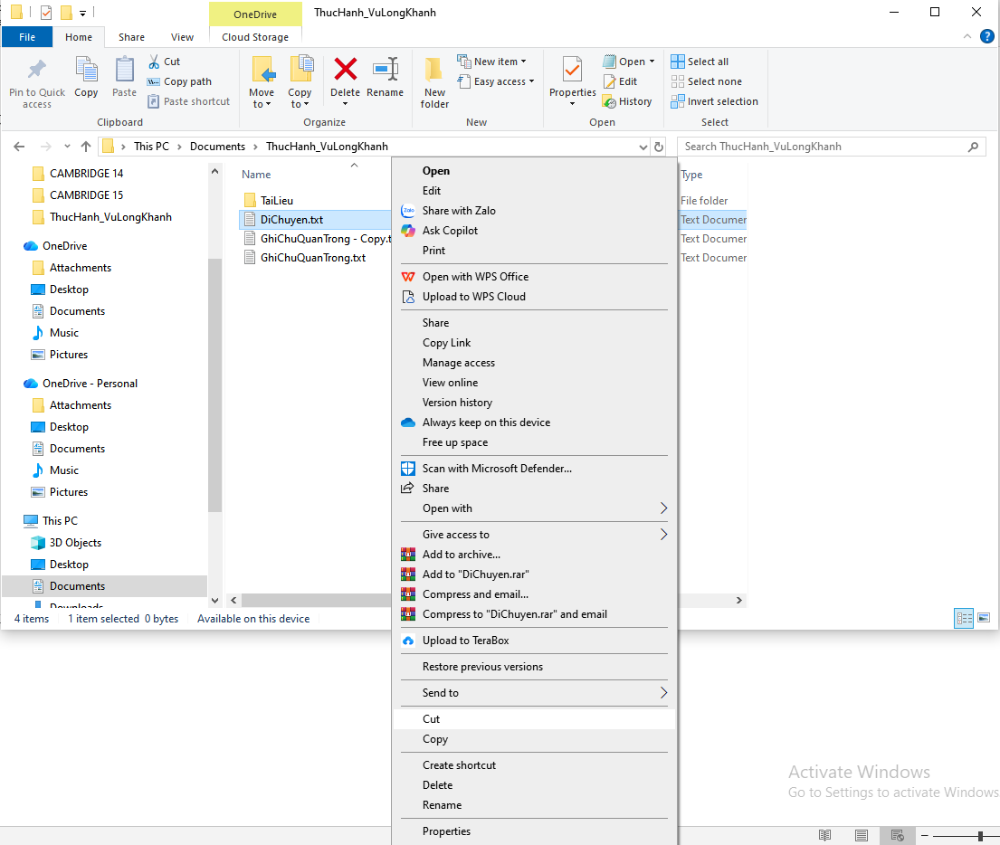 OneDrive
ThucHanh_VuLongKhanh
File
Home
Share
View
Cloud Storage
Pin to Quick access
Copy
Paste
Cut
Copy path
Paste shortcut
Clipboard
Move to
Copy to
Delete
Rename
Organize
New folder
New item
Easy access
New
Properties
Open
Edit
History
Open
Select all
Select none
Invert selection
Select
This PC
Documents
ThucHanh_VuLongKhanh
Search ThucHanh_VuLongKhanh
CAMBRIDGE 14
CAMBRIDGE 15
ThucHanh_VuLongKhanh
OneDrive
Attachments
Desktop
Documents
Music
Pictures
OneDrive - Personal
Attachments
Desktop
Documents
Music
Pictures
This PC
3D Objects
Desktop
Documents
Downloads
Name
Type
TaiLieu
File folder
DiChuyen.txt
Text Documen
GhiChuQuanTrong - Copy.t
Text Documen
GhiChuQuanTrong.txt
Text Documen
Open
Edit
Zalo
Share with Zalo
Ask Copilot
Print
Open with WPS Office
Upload to WPS Cloud
Share
Copy Link
Manage access
View online
Version history
Always keep on this device
Free up space
Scan with Microsoft Defender...
Share
Open with
Give access to
Add to archive...
Add to "DiChuyen.rar"
Compress and email...
Compress to "DiChuyen.rar" and email
Upload to TeraBox
Restore previous versions
Send to
Cut
Copy
Create shortcut
Delete
Rename
Properties
4 items
1 item selected 0 bytes
Available on this device
Activate Windows
Go to Settings to activate Windows